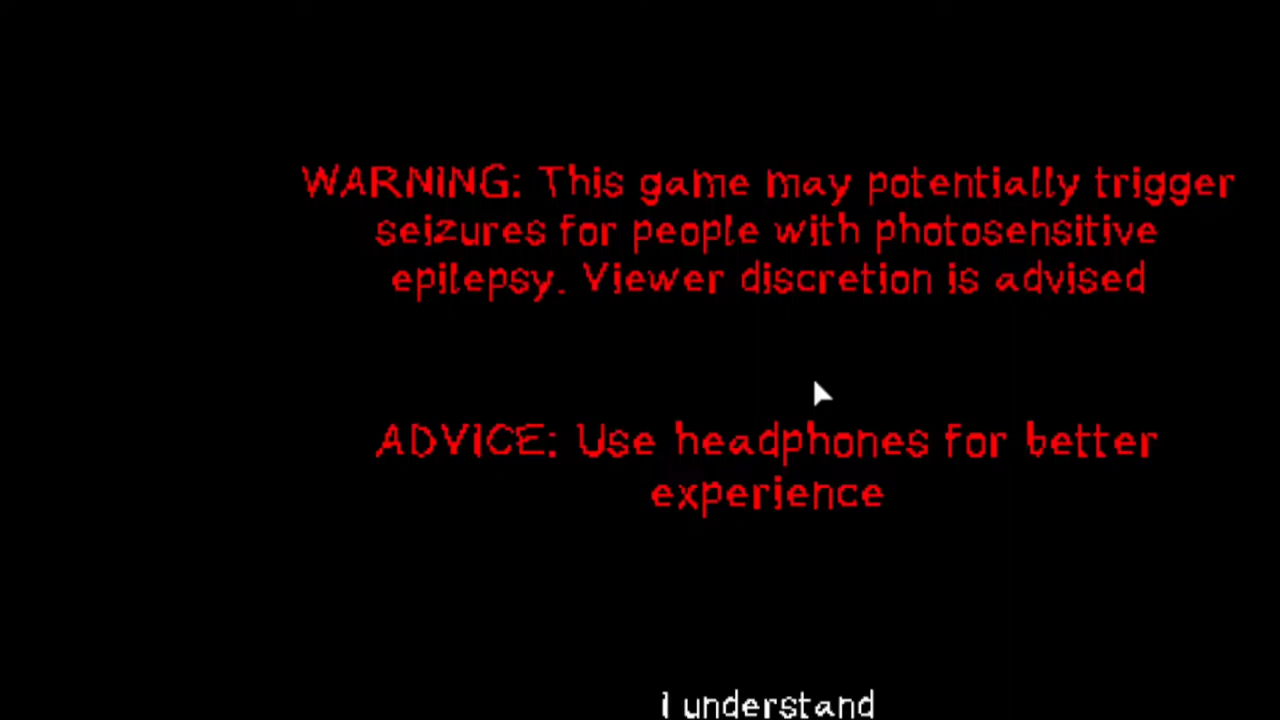 WARNING: This game may potentially trigger
seizures for people with photosensitive
epilepsy. Viewer discretion is advised
ADVICE: Use headphones for better
experience
I understand